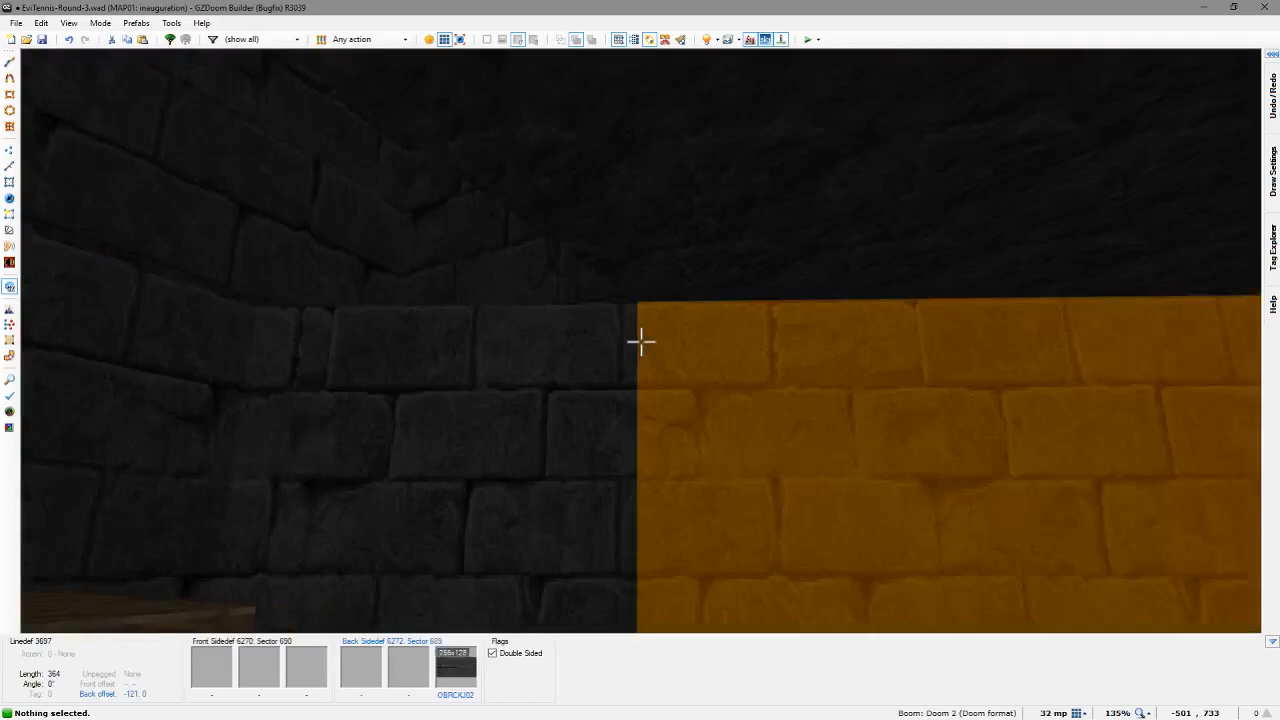 • EviTennis-Round-3.wad (MAP01: inauguration) - GZDoom Builder (Bugfix) R3039
File Edit View Mode Prefabs Tools Help
(show all) Any action
Undo / Redo
Draw Settings
Tag Explorer
Help
Linedef 3697
Action: 0 - None
Length: 364 Unpegged: None
Angle: 0° Front offset: --, --
Tag: 0 Back offset: -121, 0
Front Sidedef 6270. Sector 690
- - -
Back Sidedef 6272. Sector 689
256x128
- - OBRCKJ02
Flags
Double Sided
Nothing selected.
Boom: Doom 2 (Doom format) 32 mp 135% -501 , 733 0